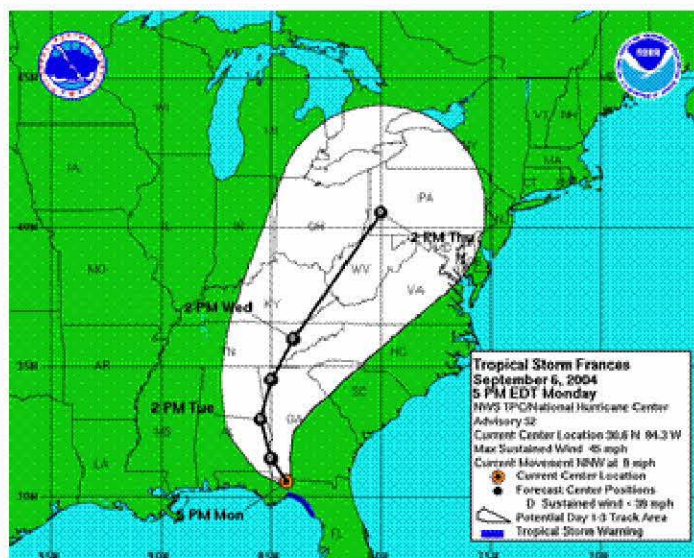 45N
ME
WI
MI
VT
NH
NY
MA
IA
CT
PA
NJ
IL
IN
OH
40N
2 PM Thu
MD
WV
MO
VA
KY
2 PM Wed
TN
NC
35N
AR
SC
2 PM Tue
MS
AL
GA
LA
30N
5 PM Mon
FL
Tropical Storm Frances
September 6, 2004
5 PM EDT Monday
NWS TPC/National Hurricane Center
Advisory 52
Current Center Location 30.6 N 84.3 W
Max Sustained Wind 45 mph
Current Movement NNW at 9 mph
Current Center Location
Forecast Center Positions
D Sustained wind < 39 mph
Potential Day 1-3 Track Area
Tropical Storm Warning